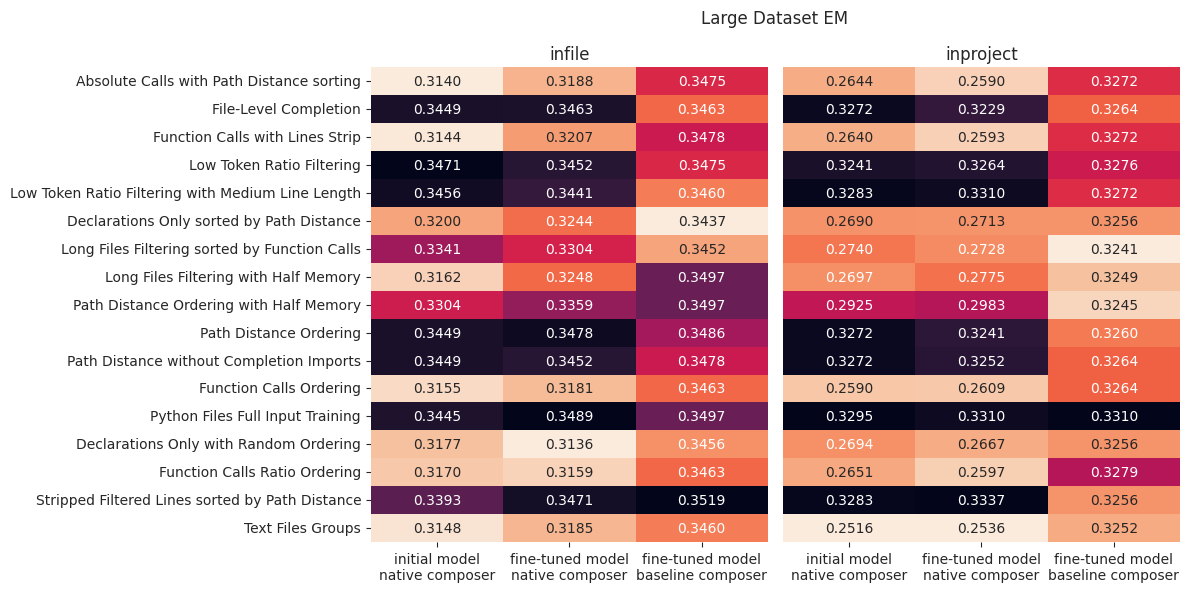 Large Dataset EM
infile inproject
Absolute Calls with Path Distance sorting 0.3140 0.3188 0.3475 0.2644 0.2590 0.3272
File-Level Completion 0.3449 0.3463 0.3463 0.3272 0.3229 0.3264
Function Calls with Lines Strip 0.3144 0.3207 0.3478 0.2640 0.2593 0.3272
Low Token Ratio Filtering 0.3471 0.3452 0.3475 0.3241 0.3264 0.3276
Low Token Ratio Filtering with Medium Line Length 0.3456 0.3441 0.3460 0.3283 0.3310 0.3272
Declarations Only sorted by Path Distance 0.3200 0.3244 0.3437 0.2690 0.2713 0.3256
Long Files Filtering sorted by Function Calls 0.3341 0.3304 0.3452 0.2740 0.2728 0.3241
Long Files Filtering with Half Memory 0.3162 0.3248 0.3497 0.2697 0.2775 0.3249
Path Distance Ordering with Half Memory 0.3304 0.3359 0.3497 0.2925 0.2983 0.3245
Path Distance Ordering 0.3449 0.3478 0.3486 0.3272 0.3241 0.3260
Path Distance without Completion Imports 0.3449 0.3452 0.3478 0.3272 0.3252 0.3264
Function Calls Ordering 0.3155 0.3181 0.3463 0.2590 0.2609 0.3264
Python Files Full Input Training 0.3445 0.3489 0.3497 0.3295 0.3310 0.3310
Declarations Only with Random Ordering 0.3177 0.3136 0.3456 0.2694 0.2667 0.3256
Function Calls Ratio Ordering 0.3170 0.3159 0.3463 0.2651 0.2597 0.3279
Stripped Filtered Lines sorted by Path Distance 0.3393 0.3471 0.3519 0.3283 0.3337 0.3256
Text Files Groups 0.3148 0.3185 0.3460 0.2516 0.2536 0.3252
initial model fine-tuned model fine-tuned model initial model fine-tuned model fine-tuned model
native composer native composer baseline composer native composer native composer baseline composer